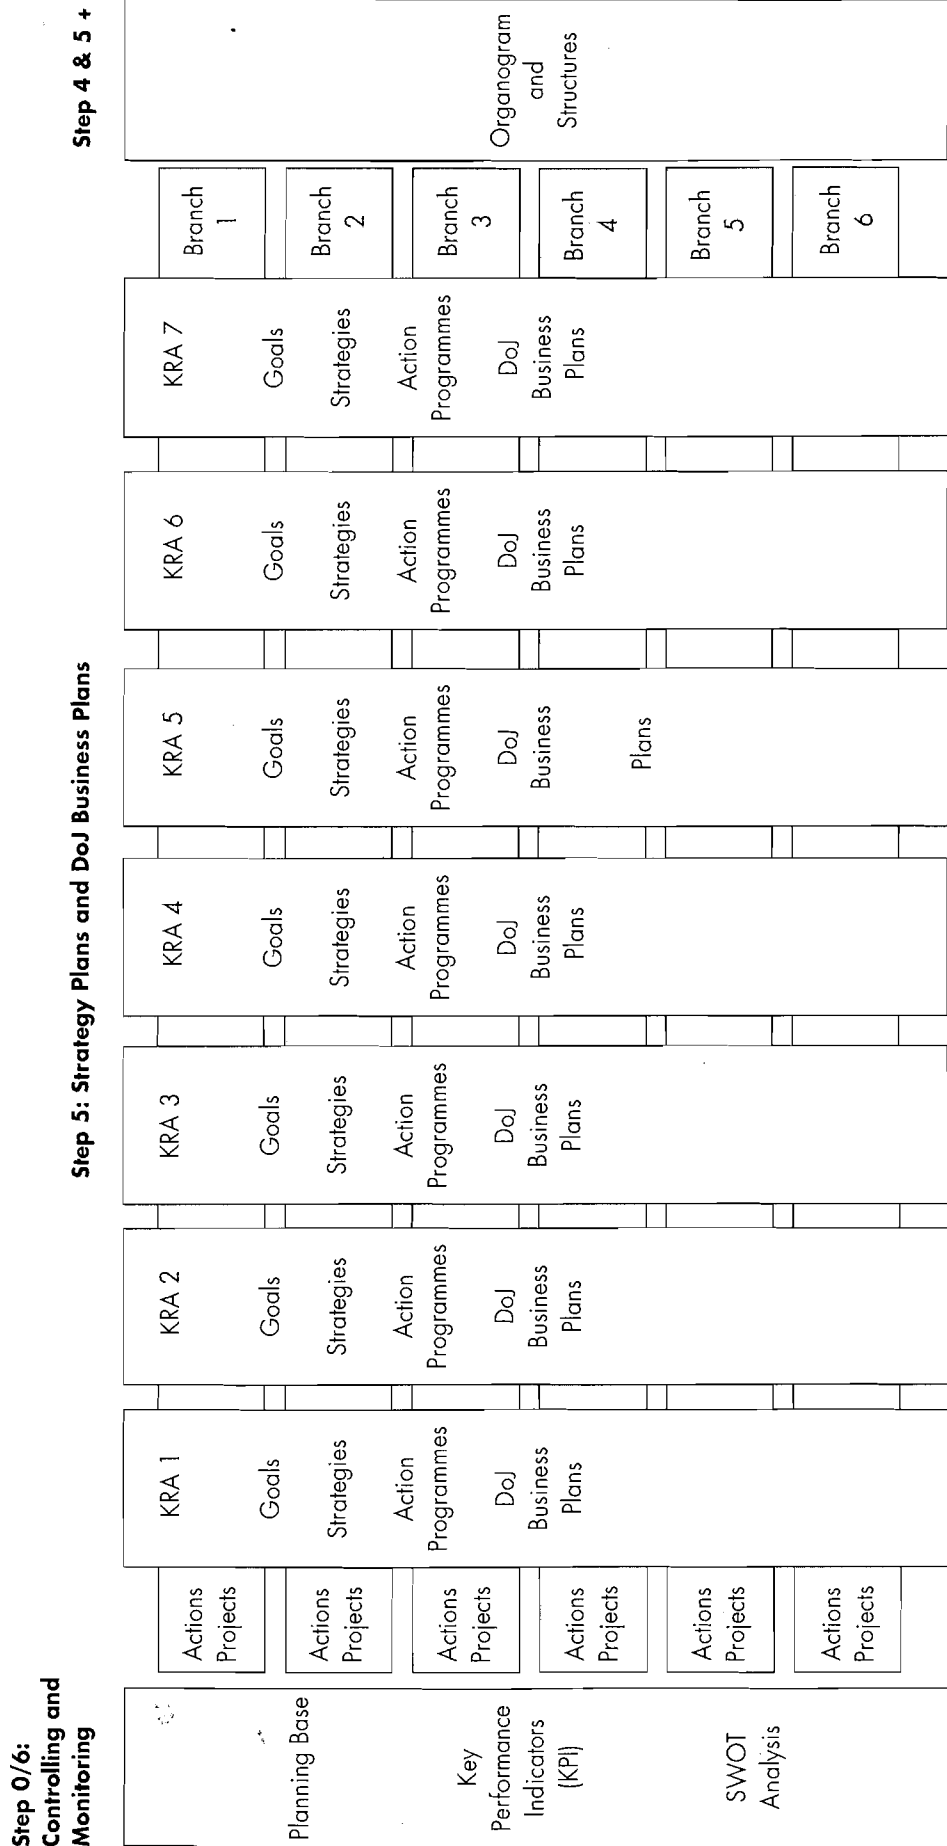 Step 0/6:
Controlling and
Monitoring
Step 5: Strategy Plans and DoJ Business Plans
Step 4 & 5 +
Planning Base
Key
Performance
Indicators
(KPI)
SWOT
Analysis
Actions
Projects
Actions
Projects
Actions
Projects
Actions
Projects
Actions
Projects
Actions
Projects
KRA 1
Goals
Strategies
Action
Programmes
DoJ
Business
Plans
KRA 2
Goals
Strategies
Action
Programmes
DoJ
Business
Plans
KRA 3
Goals
Strategies
Action
Programmes
DoJ
Business
Plans
KRA 4
Goals
Strategies
Action
Programmes
DoJ
Business
Plans
KRA 5
Goals
Strategies
Action
Programmes
DoJ
Business
Plans
KRA 6
Goals
Strategies
Action
Programmes
DoJ
Business
Plans
KRA 7
Goals
Strategies
Action
Programmes
DoJ
Business
Plans
Branch
1
Branch
2
Branch
3
Branch
4
Branch
5
Branch
6
Organogram
and
Structures